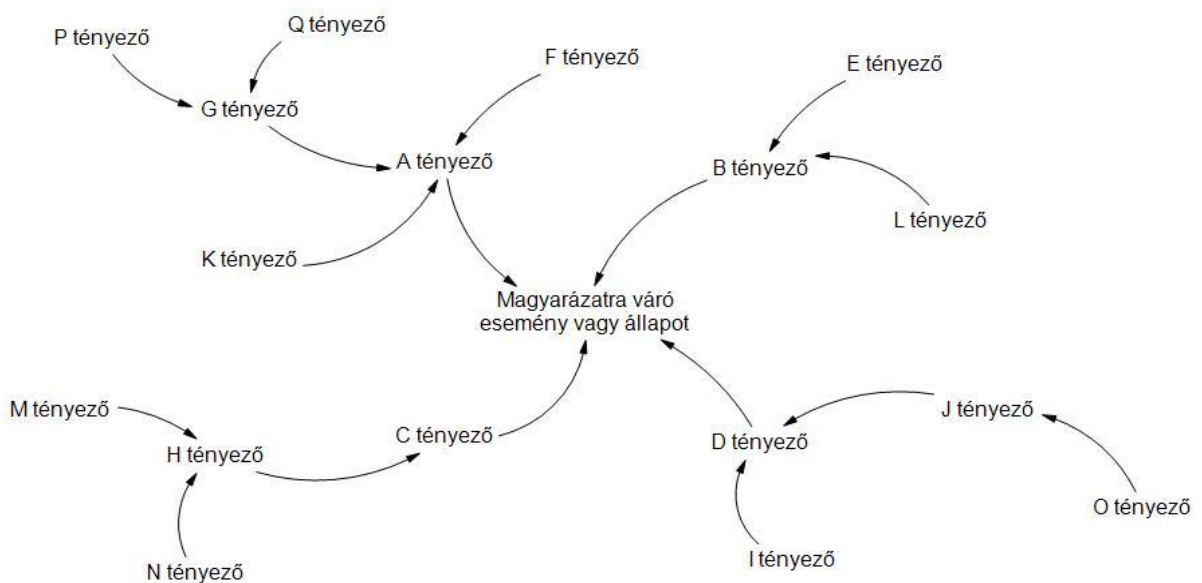 Q tényező
P tényező
F tényező
E tényező
G tényező
A tényező
B tényező
L tényező
K tényező
Magyarázatra váró
esemény vagy állapot
M tényező
J tényező
C tényező
D tényező
H tényező
O tényező
I tényező
N tényező